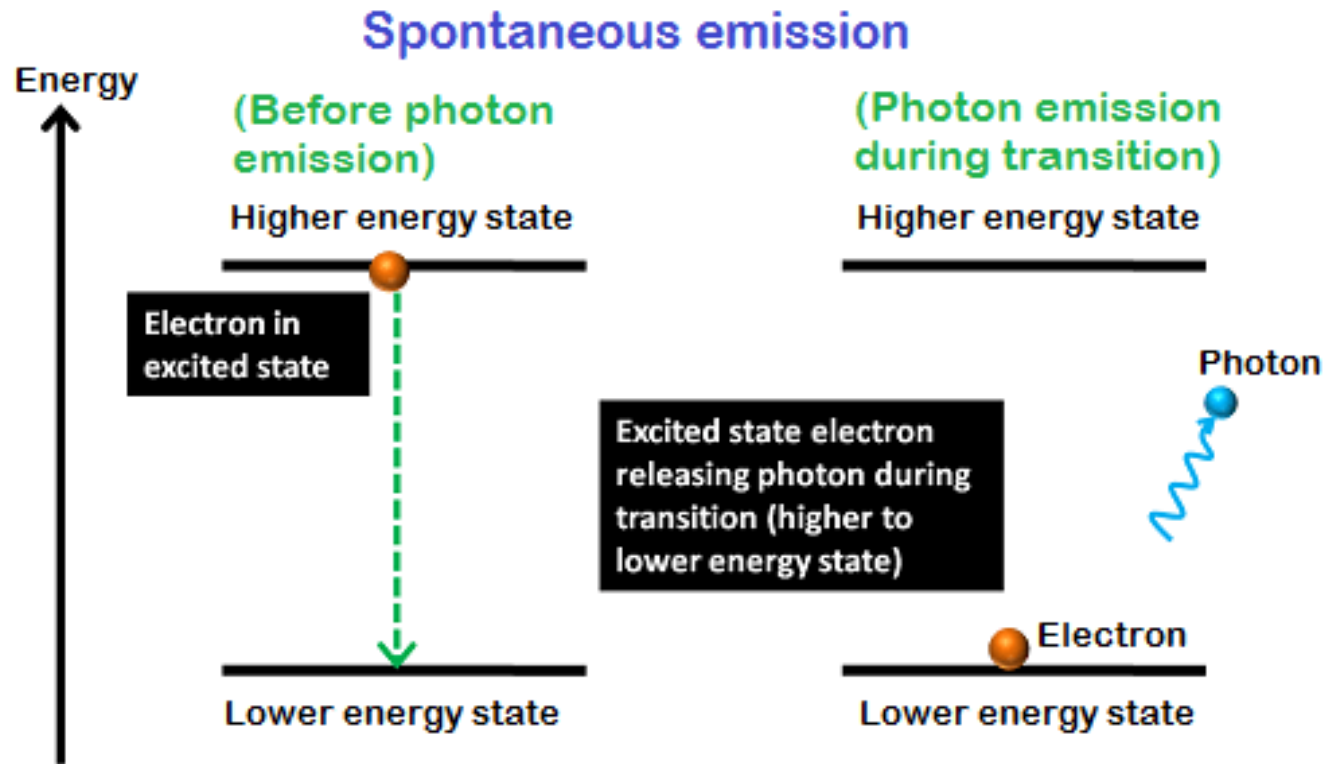 Spontaneous emission
Energy
(Before photon
emission)
(Photon emission
during transition)
Higher energy state
Higher energy state
Electron in
excited state
Photon
Excited state electron
releasing photon during
transition (higher to
lower energy state)
Electron
Lower energy state
Lower energy state